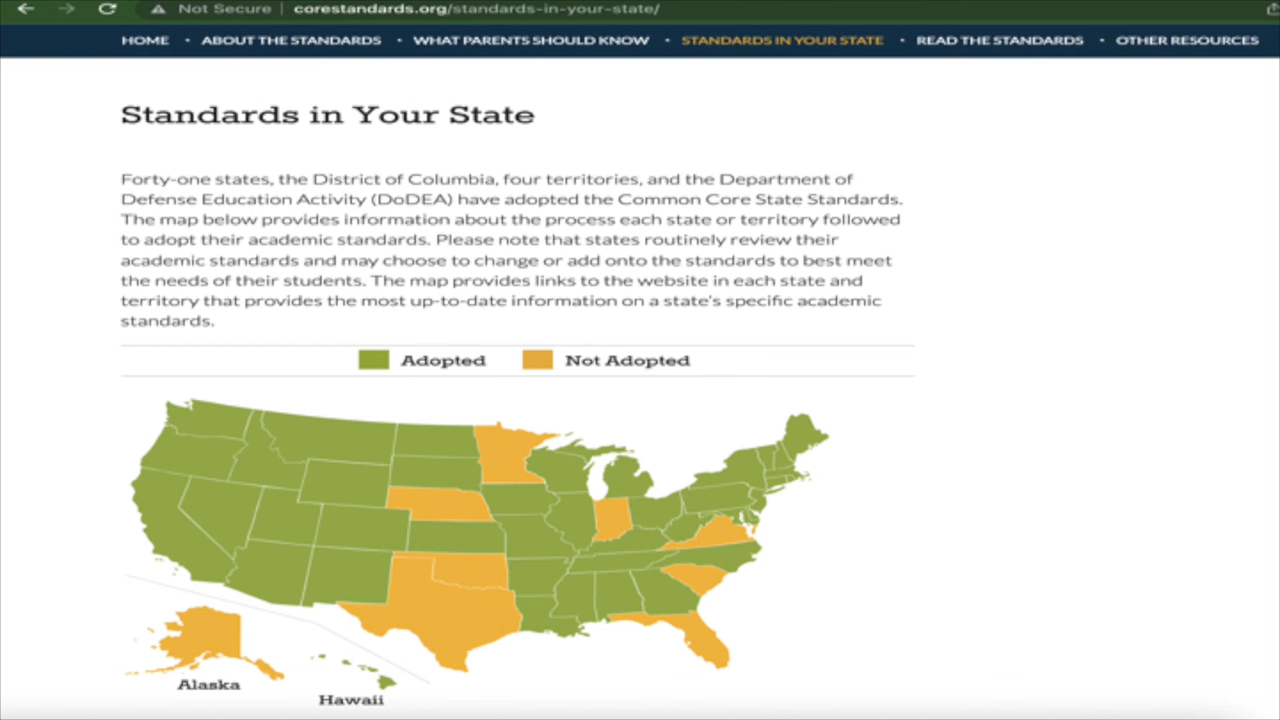 Not Secure | corestandards.org/standards-in-your-state/
HOME • ABOUT THE STANDARDS • WHAT PARENTS SHOULD KNOW • STANDARDS IN YOUR STATE • READ THE STANDARDS • OTHER RESOURCES
Standards in Your State
Forty-one states, the District of Columbia, four territories, and the Department of
Defense Education Activity (DoDEA) have adopted the Common Core State Standards.
The map below provides information about the process each state or territory followed
to adopt their academic standards. Please note that states routinely review their
academic standards and may choose to change or add onto the standards to best meet
the needs of their students. The map provides links to the website in each state and
territory that provides the most up-to-date information on a state's specific academic
standards.
Adopted Not Adopted
Alaska
Hawaii